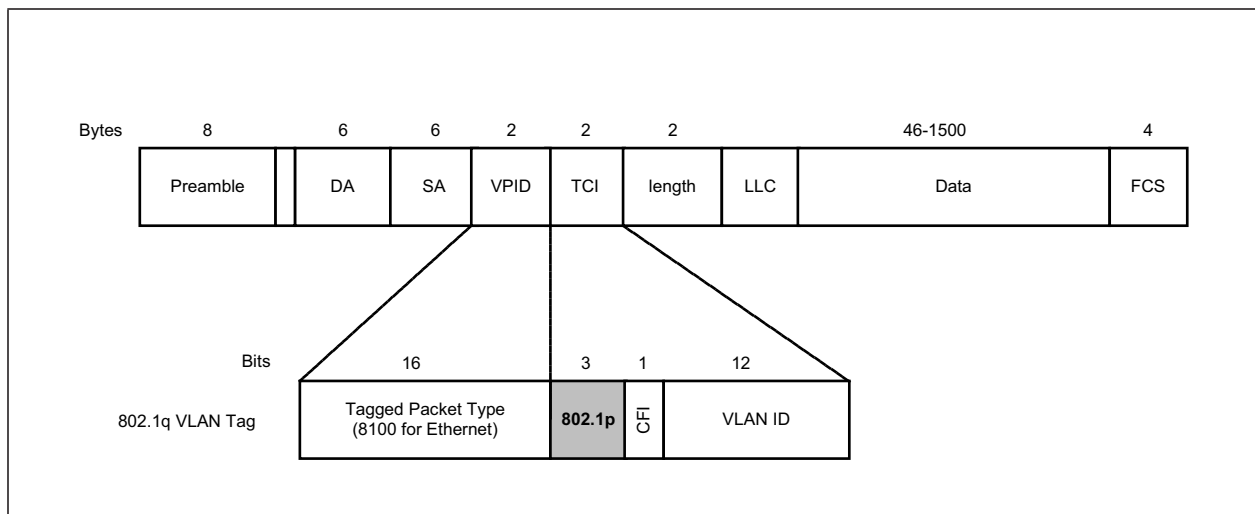 Bytes 8 6 6 2 2 2 46-1500 4
Preamble DA SA VPID TCI length LLC Data FCS
Bits 16 3 1 12
802.1q VLAN Tag
Tagged Packet Type
(8100 for Ethernet)
802.1p
CFI
VLAN ID